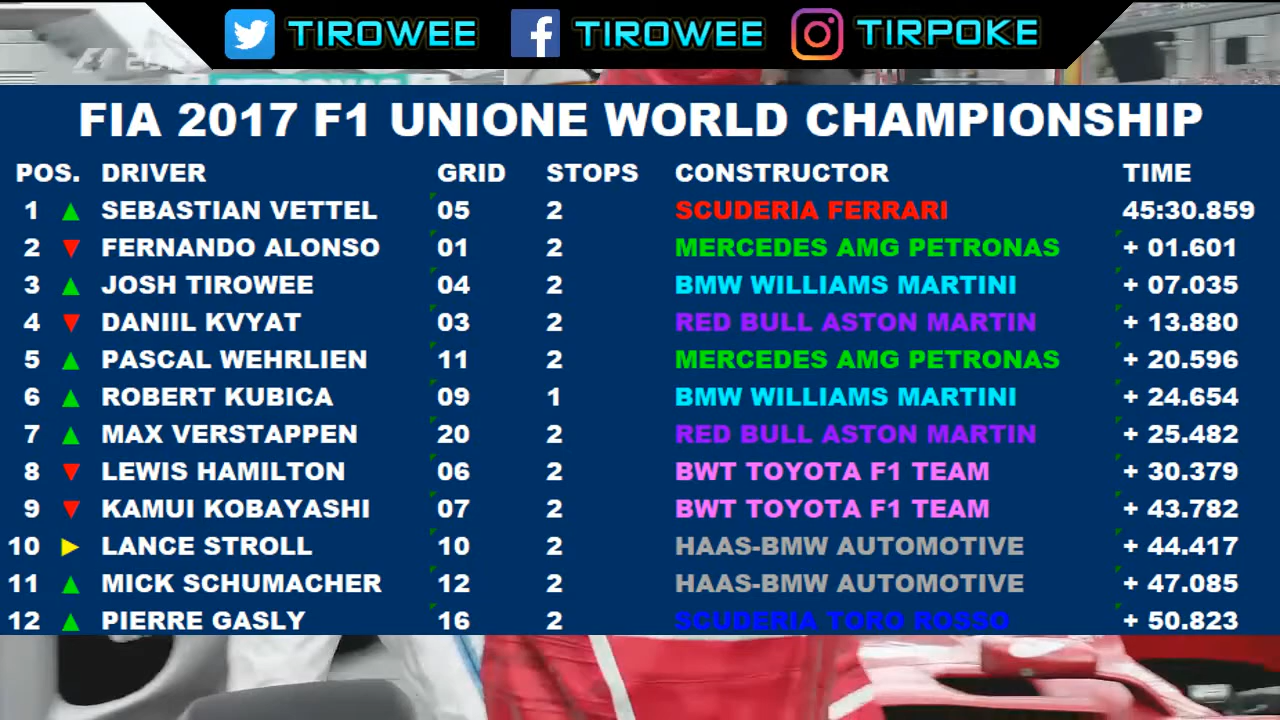 TIROWEE TIROWEE TIRPOKE
FIA 2017 F1 UNIONE WORLD CHAMPIONSHIP
POS. DRIVER GRID STOPS CONSTRUCTOR TIME
1 ▲ SEBASTIAN VETTEL 05 2 SCUDERIA FERRARI 45:30.859
2 ▼ FERNANDO ALONSO 01 2 MERCEDES AMG PETRONAS + 01.601
3 ▲ JOSH TIROWEE 04 2 BMW WILLIAMS MARTINI + 07.035
4 ▼ DANIIL KVYAT 03 2 RED BULL ASTON MARTIN + 13.880
5 ▲ PASCAL WEHRLIEN 11 2 MERCEDES AMG PETRONAS + 20.596
6 ▲ ROBERT KUBICA 09 1 BMW WILLIAMS MARTINI + 24.654
7 ▲ MAX VERSTAPPEN 20 2 RED BULL ASTON MARTIN + 25.482
8 ▼ LEWIS HAMILTON 06 2 BWT TOYOTA F1 TEAM + 30.379
9 ▼ KAMUI KOBAYASHI 07 2 BWT TOYOTA F1 TEAM + 43.782
10 ► LANCE STROLL 10 2 HAAS-BMW AUTOMOTIVE + 44.417
11 ▲ MICK SCHUMACHER 12 2 HAAS-BMW AUTOMOTIVE + 47.085
12 ▲ PIERRE GASLY 16 2 SCUDERIA TORO ROSSO + 50.823